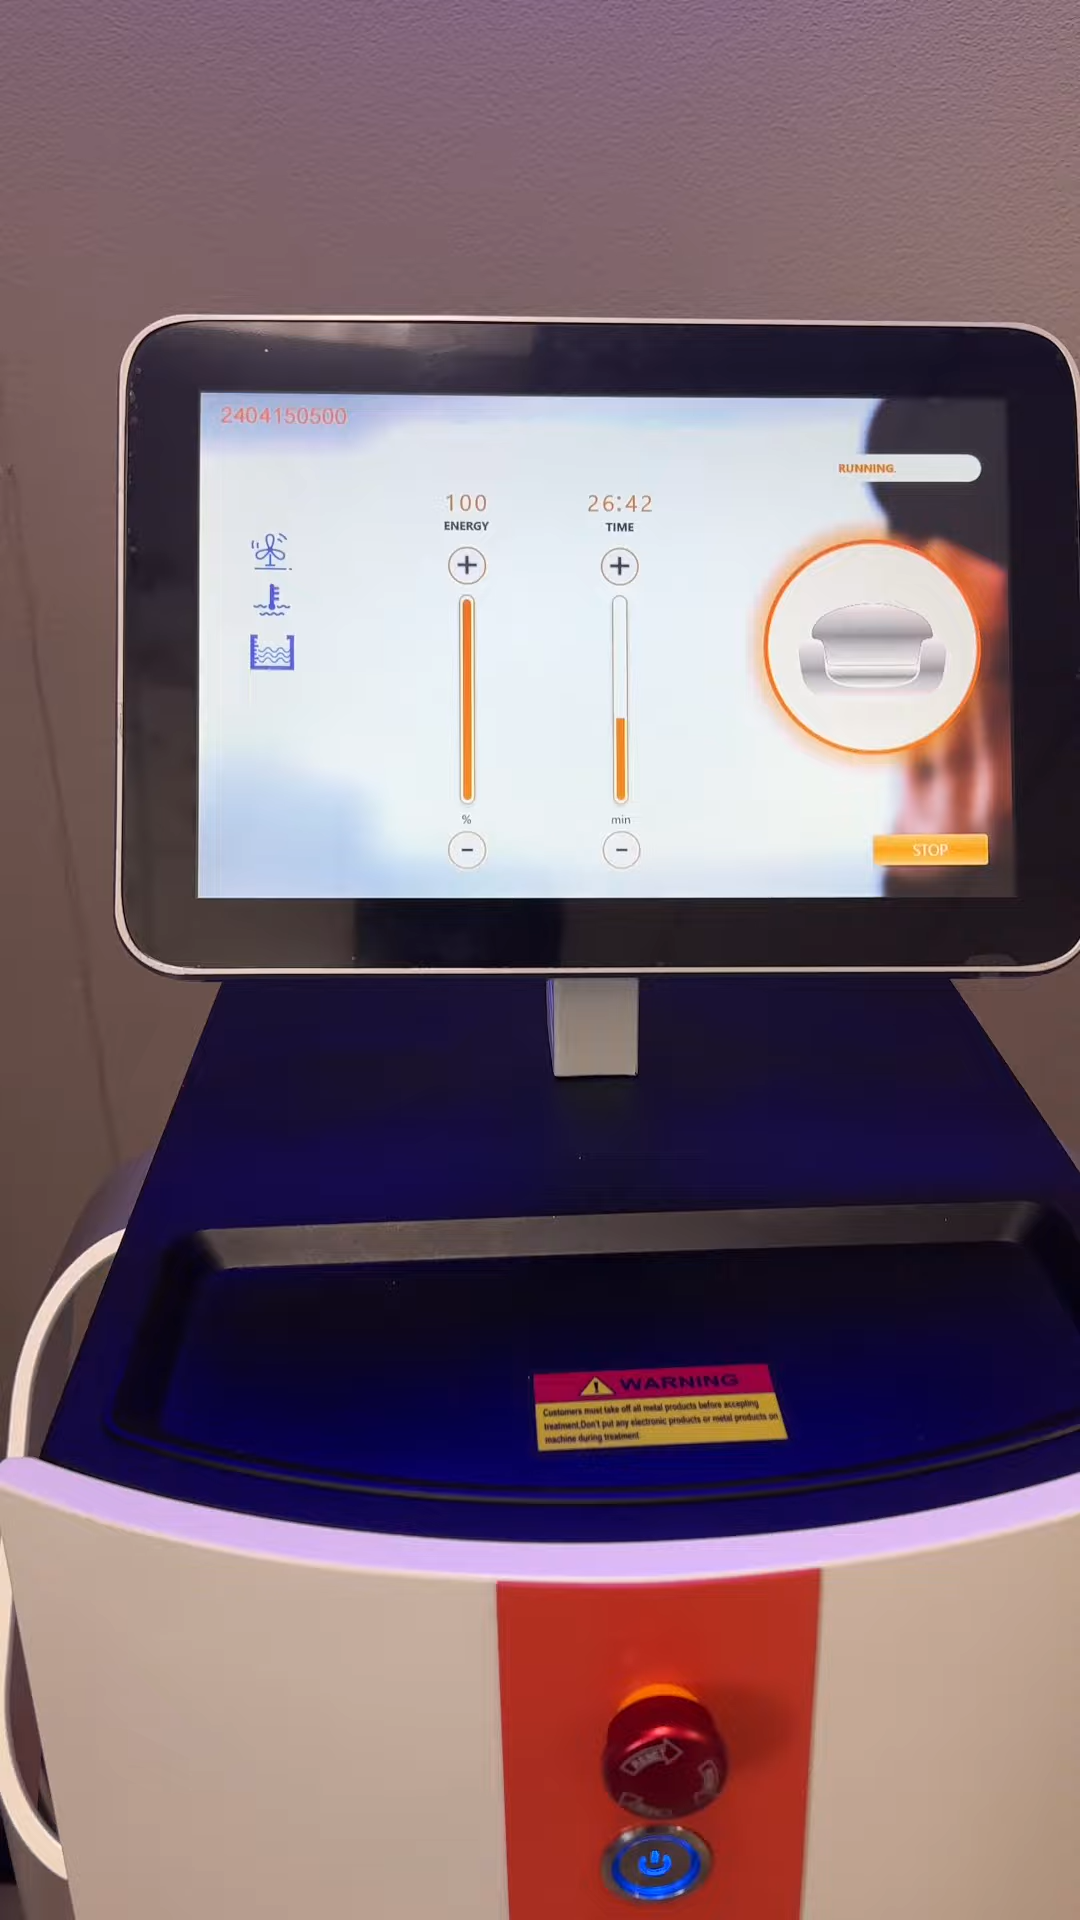 2404150500
RUNNING.
100
26:42
ENERGY
TIME
+
+
%
min
-
-
STOP
WARNING
Customers must take off all metal products before accepting
treatment,Don't put any electronic products or metal products on
machine during treatment
RESET